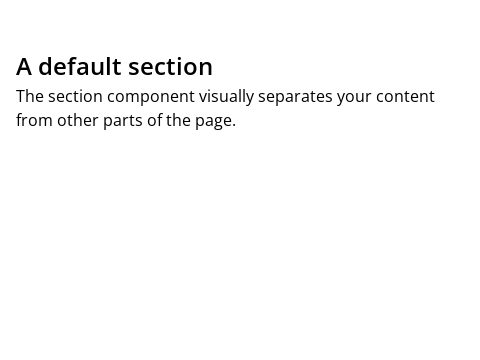 A default section
The section component visually separates your content
from other parts of the page.